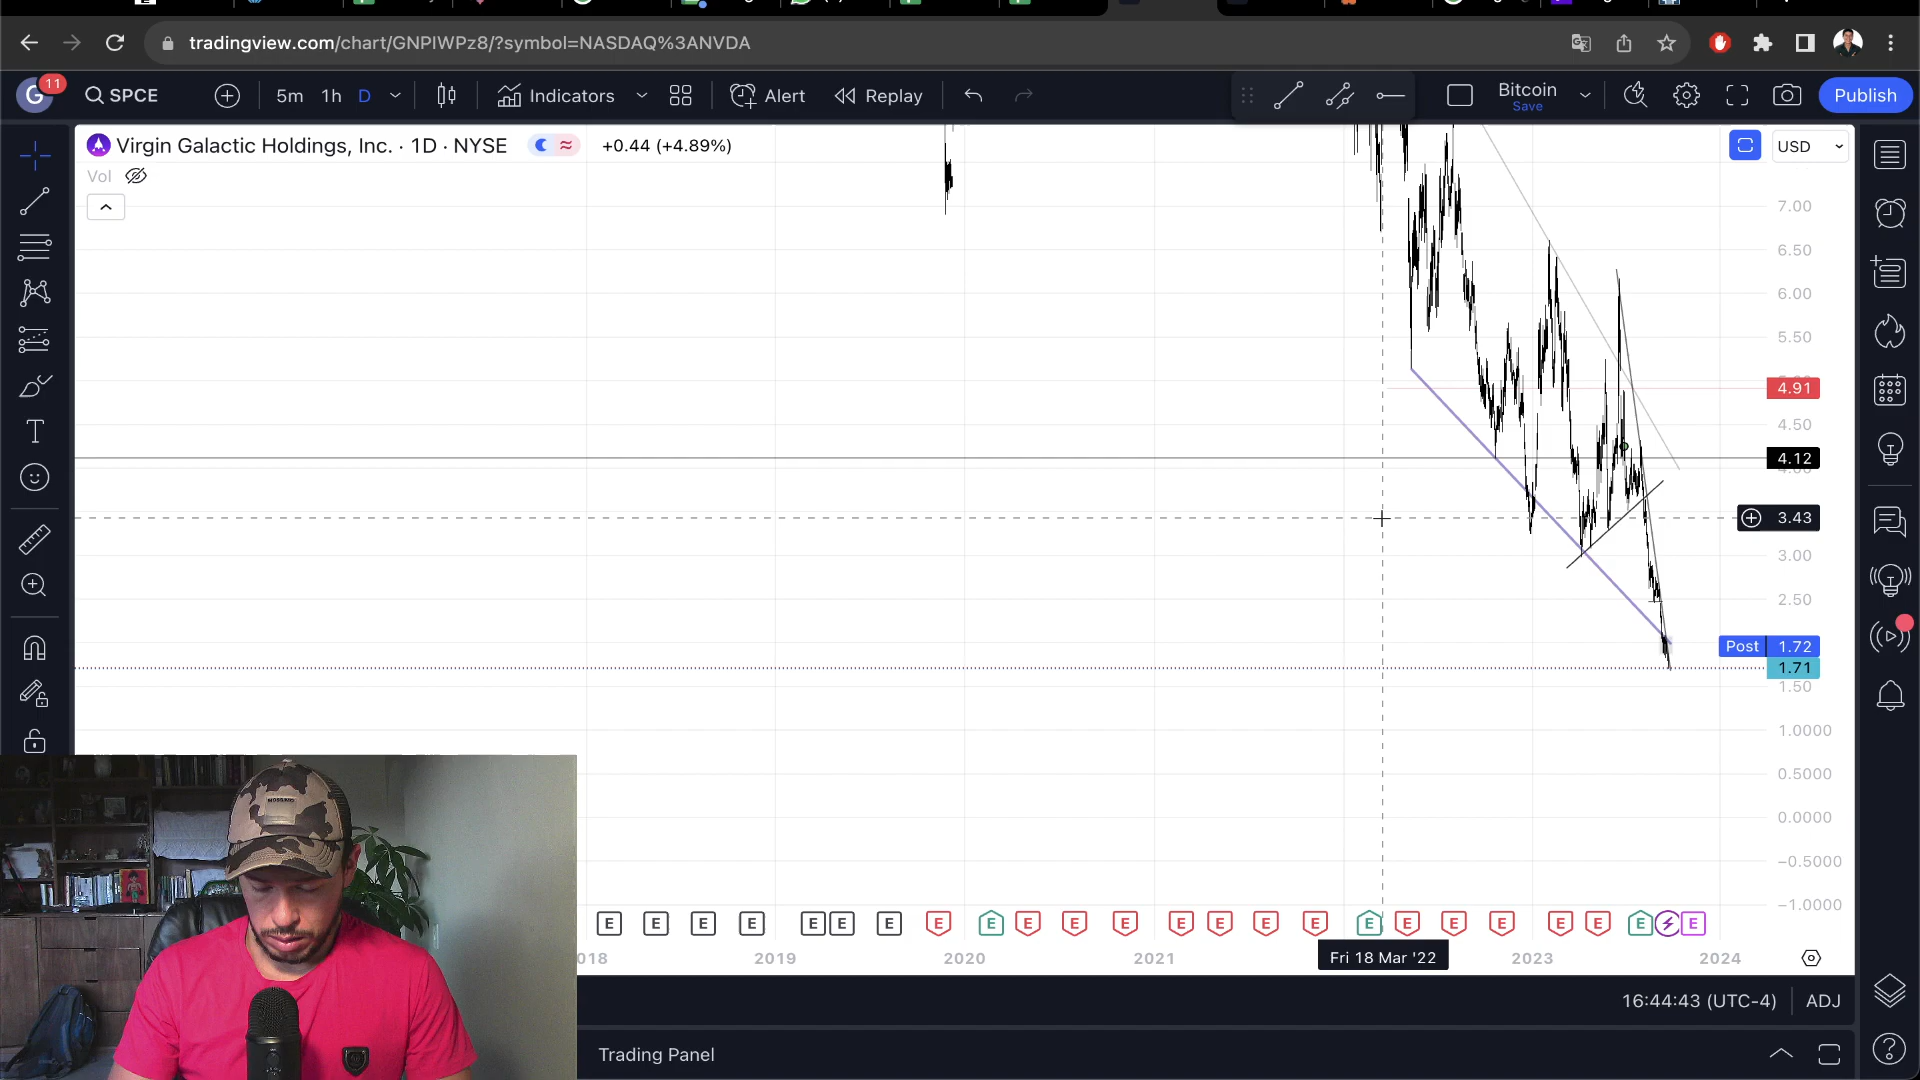 tradingview.com/chart/GNPIWPz8/?symbol=NASDAQ%3ANVDA
G
11
SPCE
5m
1h
D
Indicators
Alert
Replay
Bitcoin
Save
Publish
Virgin Galactic Holdings, Inc. · 1D · NYSE
+0.44 (+4.89%)
USD
Vol
7.00
6.50
6.00
5.50
4.91
4.50
4.12
3.43
3.00
2.50
Post
1.72
1.71
1.50
1.0000
0.5000
0.0000
−0.5000
−1.0000
MOSSIMO
E E E E E E E E E E E E E E E E E E E E E E E E E
018
2019
2020
2021
Fri 18 Mar '22
2023
2024
16:44:43 (UTC-4)
ADJ
Trading Panel